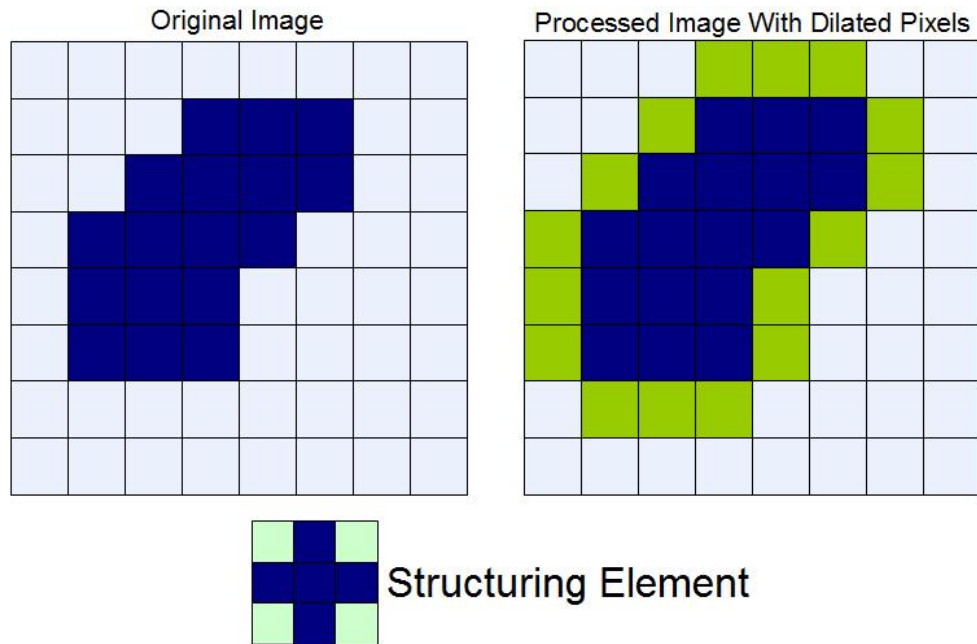 Original Image
Processed Image With Dilated Pixels
Structuring Element